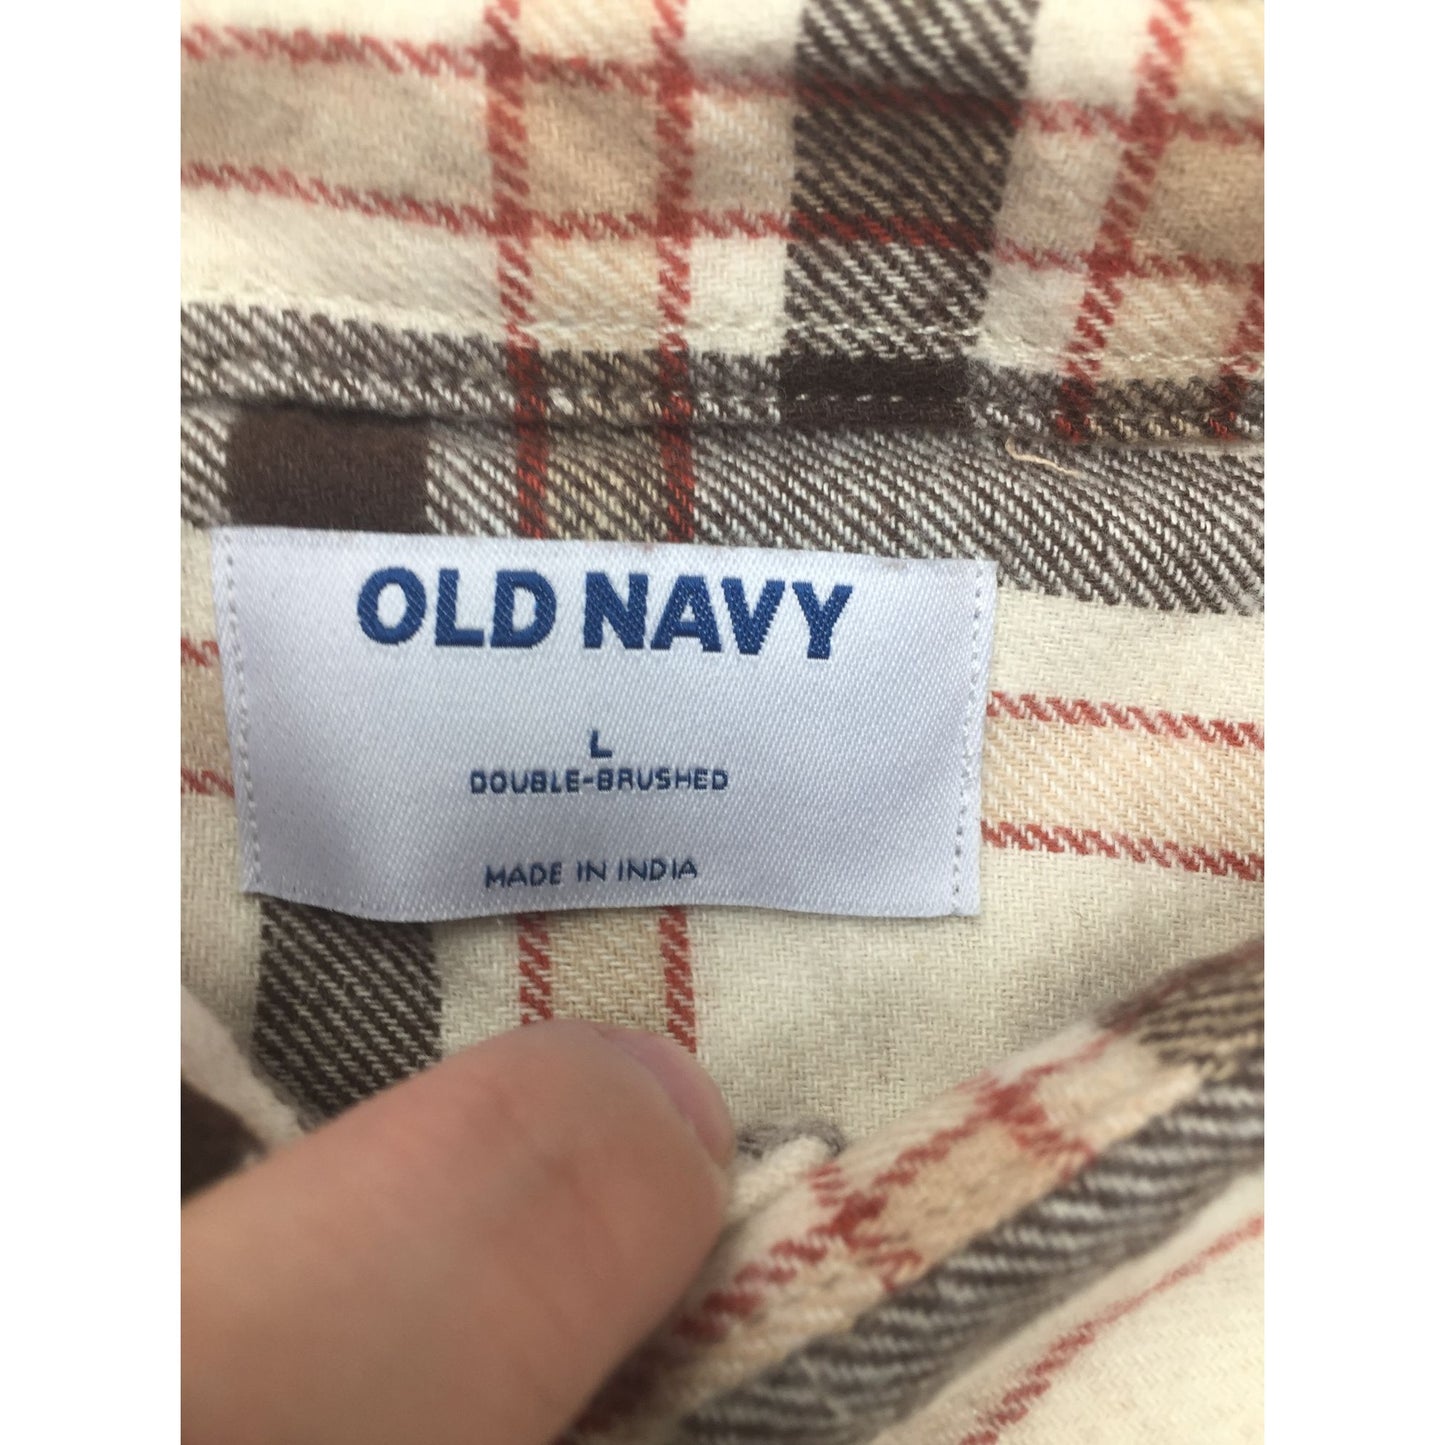 OLD NAVY
L
DOUBLE-BRUSHED
MADE IN INDIA